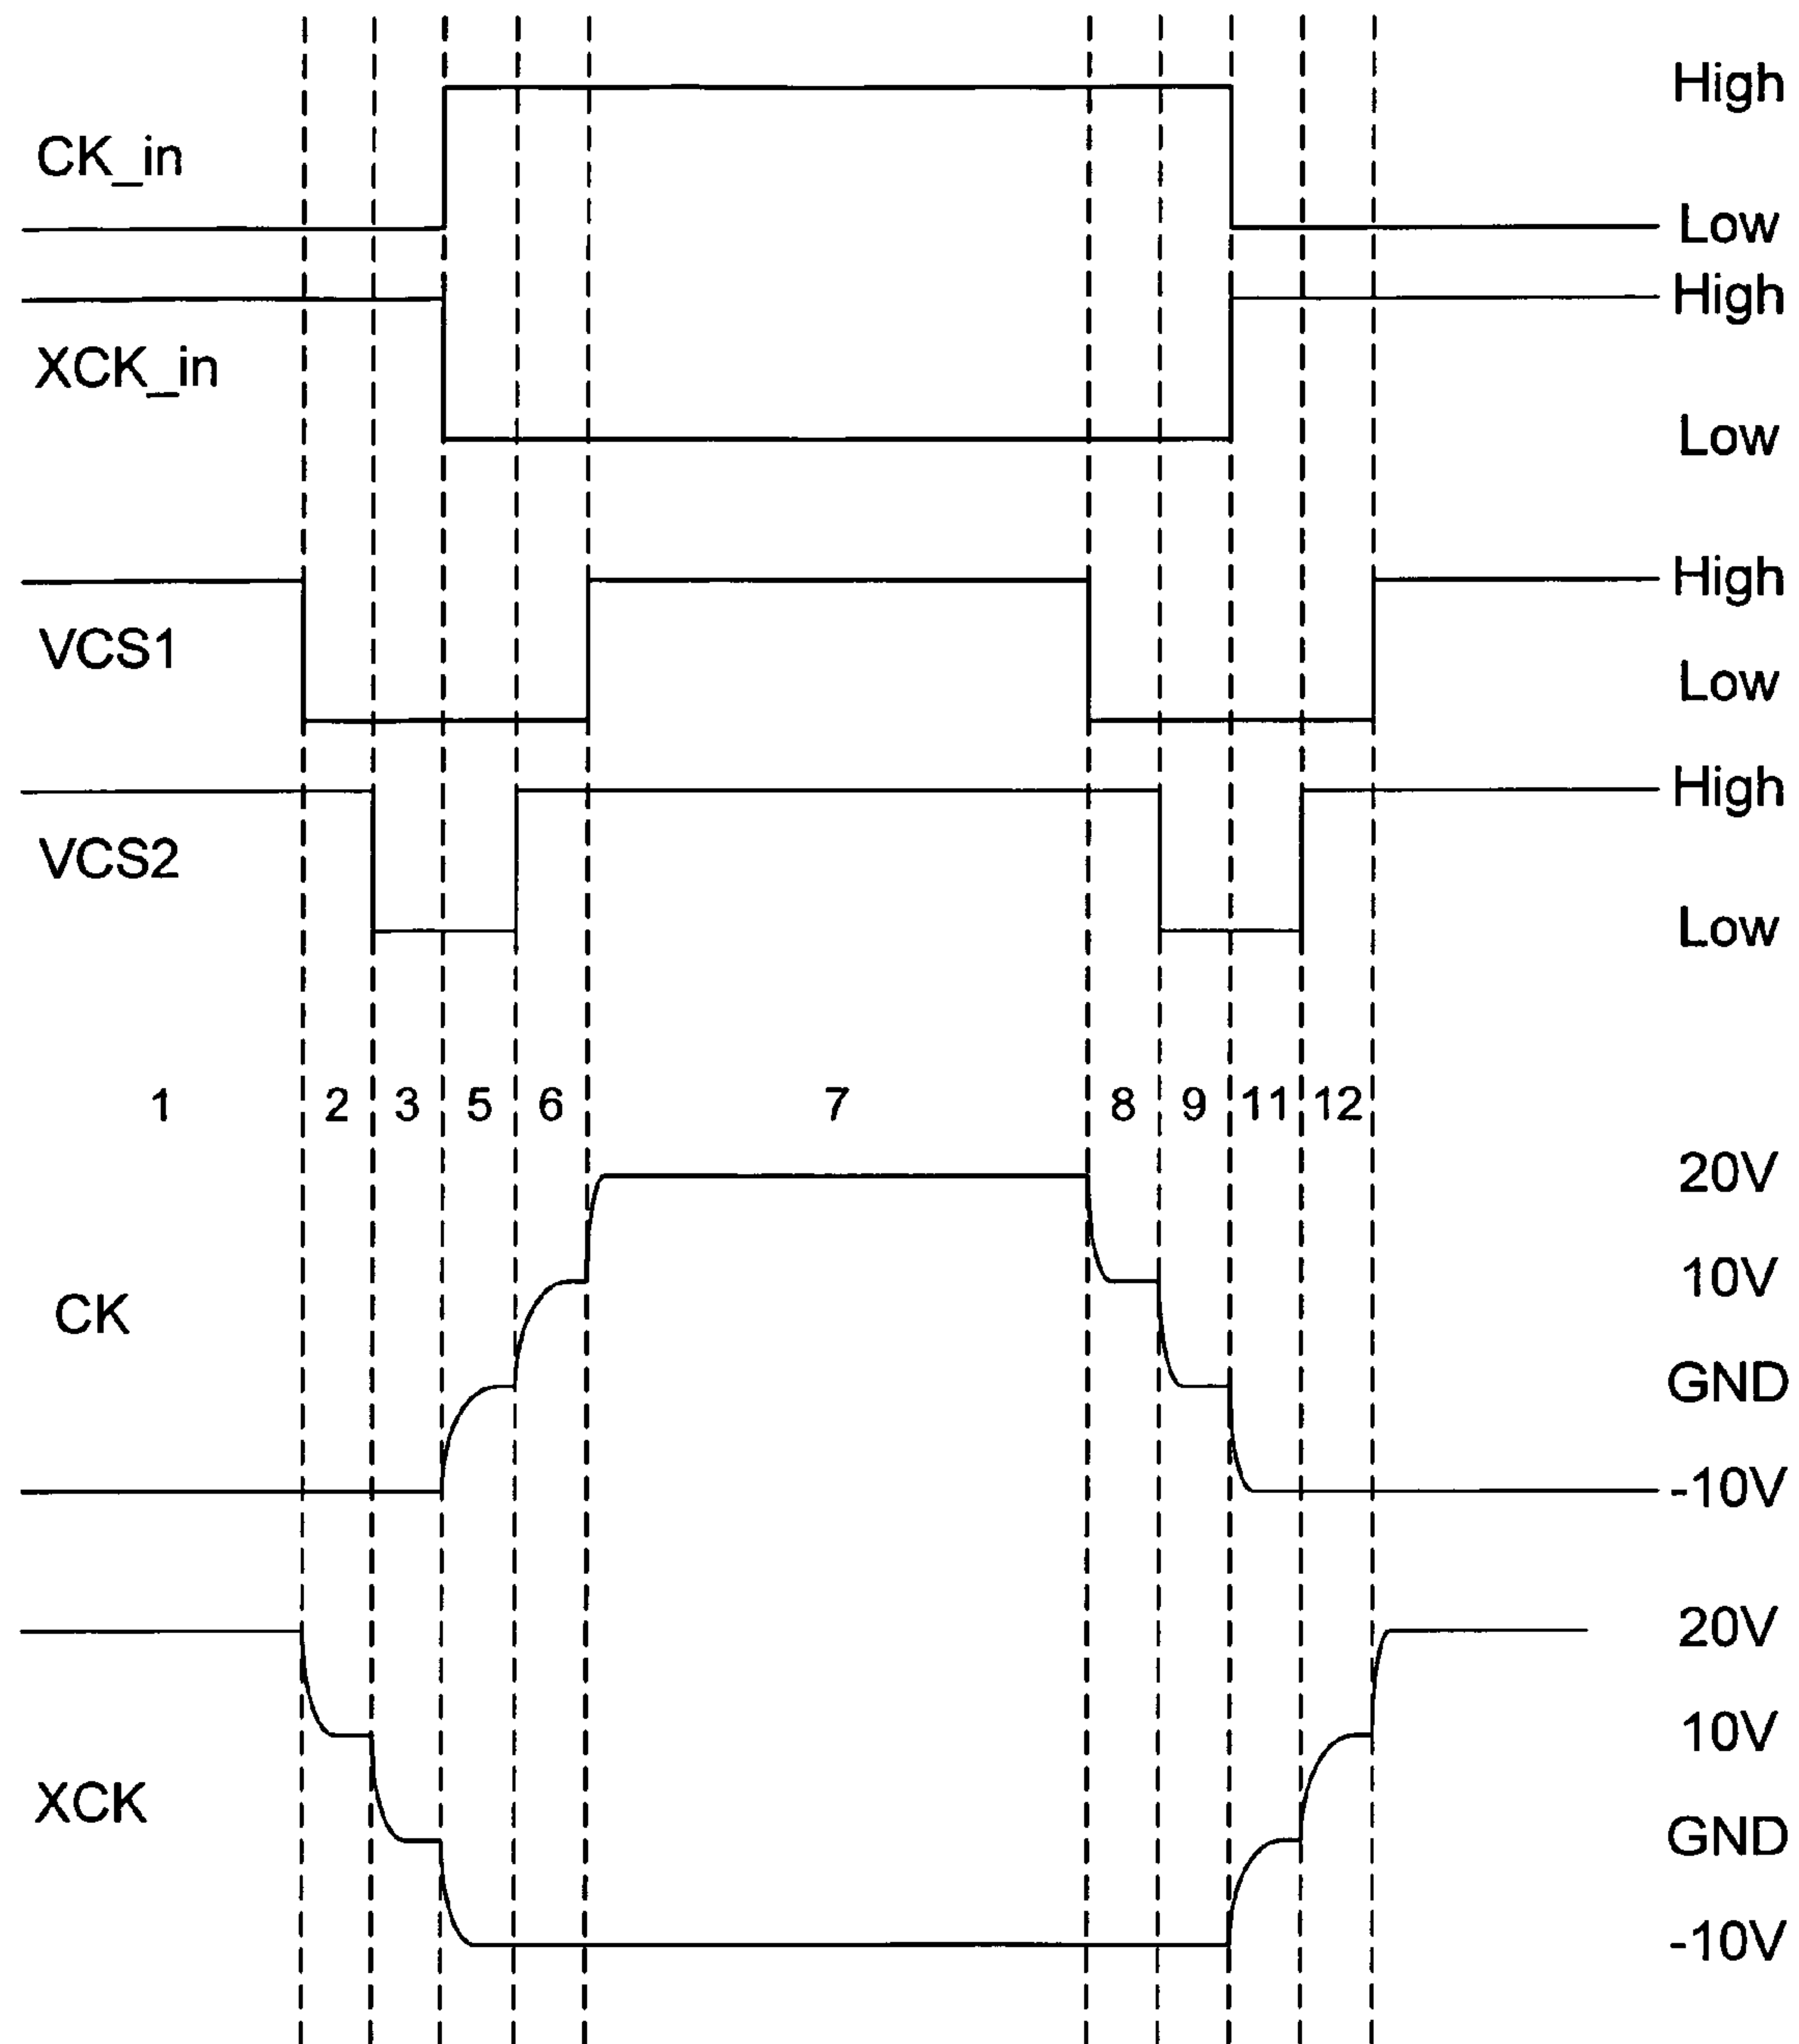 High
CK_in
Low
High
XCK_in
Low
High
VCS1
Low
High
VCS2
Low
1 2 3 5 6 7 8 9 11 12
20V
10V
CK
GND
-10V
20V
10V
XCK
GND
-10V